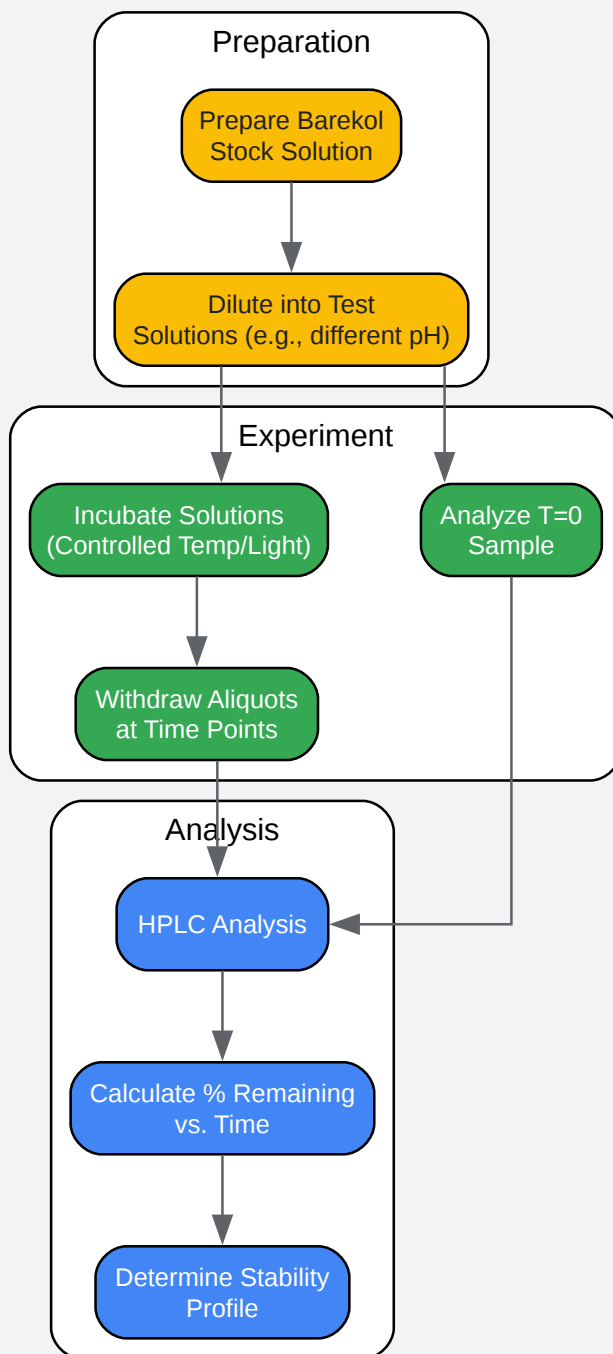 Preparation
Prepare Barekol
Stock Solution
Dilute into Test
Solutions (e.g., different pH)
Experiment
Incubate Solutions
(Controlled Temp/Light)
Analyze T=0
Sample
Withdraw Aliquots
at Time Points
Analysis
HPLC Analysis
Calculate % Remaining
vs. Time
Determine Stability
Profile